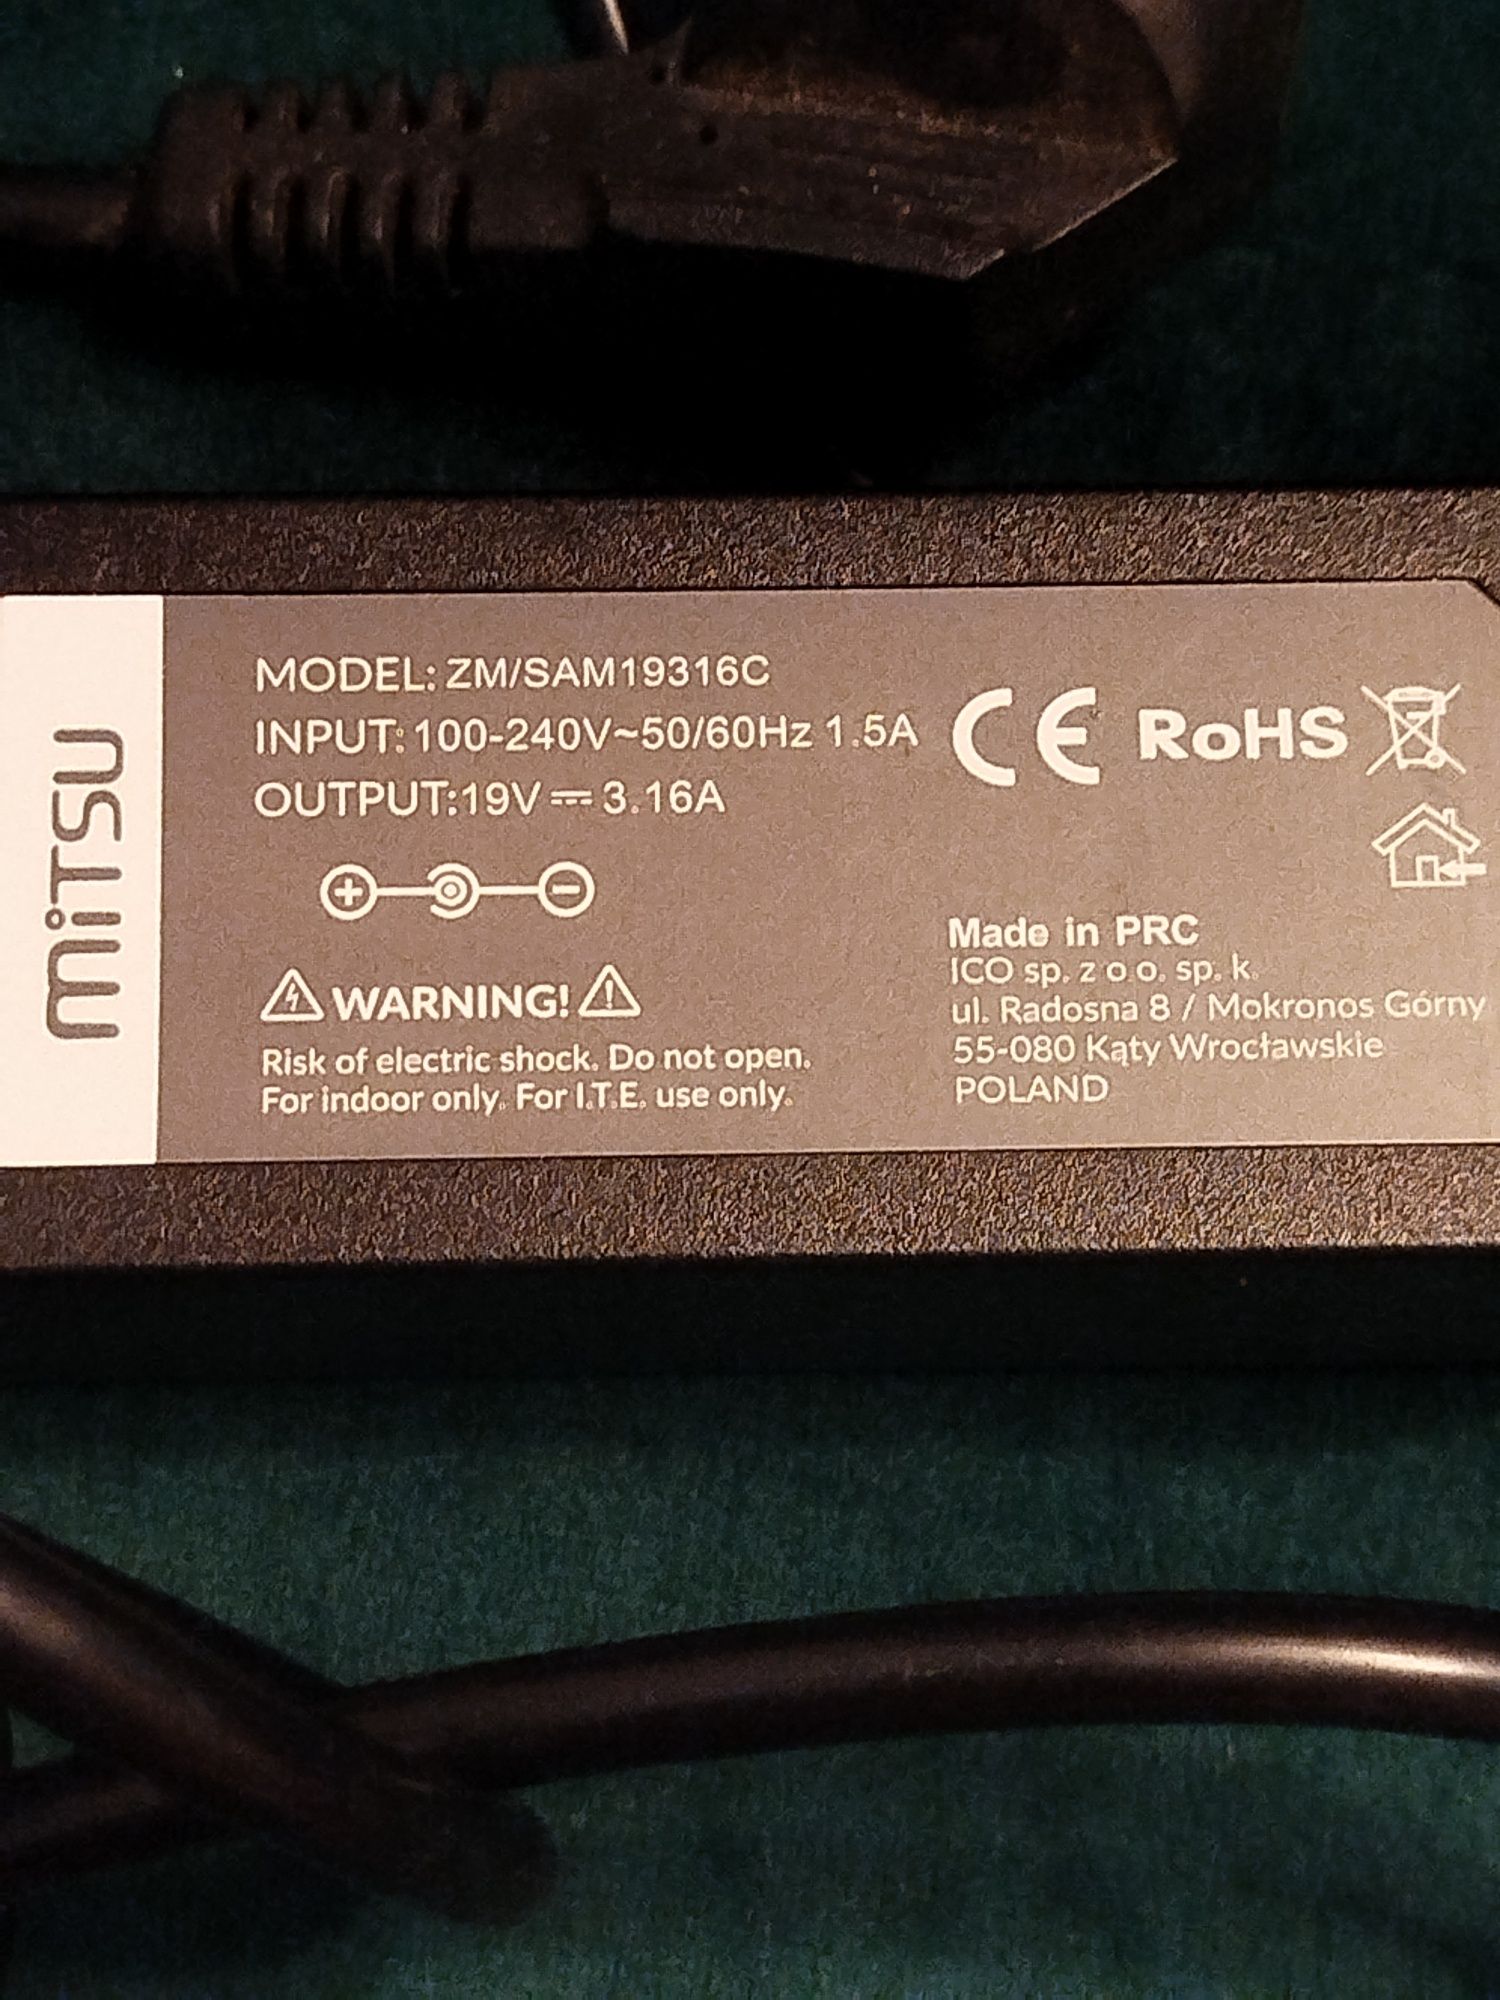 MiTSU
MODEL: ZM/SAM19316C
INPUT: 100-240V~50/60Hz 1.5A
OUTPUT:19V⎓3.16A
CE RoHS
WARNING!
Risk of electric shock. Do not open.
For indoor only. For I.T.E. use only.
Made in PRC
ICO sp. z o o. sp. k.
ul. Radosna 8 / Mokronos Górny
55-080 Kąty Wrocławskie
POLAND